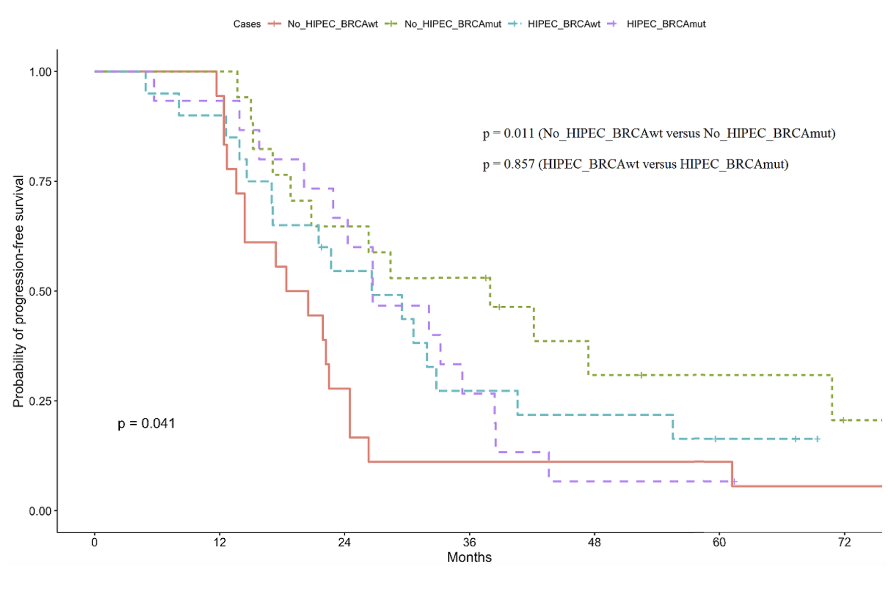 Cases No_HIPEC_BRCAwt No_HIPEC_BRCAmut HIPEC_BRCAwt HIPEC_BRCAmut
1.00
p = 0.011 (No_HIPEC_BRCAwt versus No_HIPEC_BRCAmut)
p = 0.857 (HIPEC_BRCAwt versus HIPEC_BRCAmut)
0.75
Probability of progression-free survival
0.50
0.25
p = 0.041
0.00
0 12 24 36 48 60 72
Months